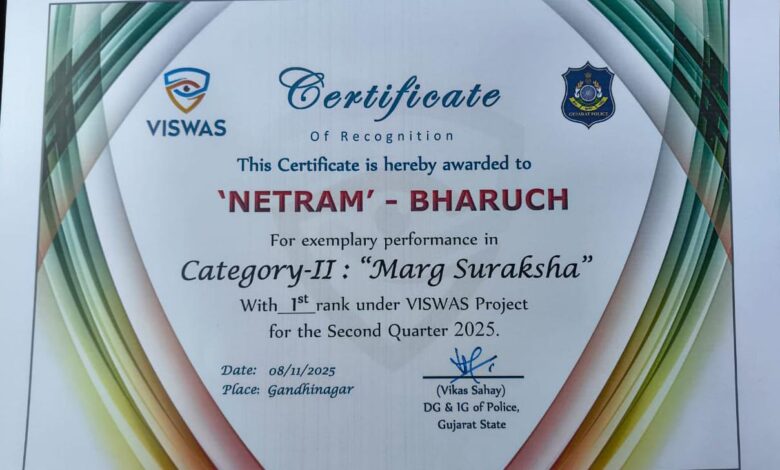 VISWAS
GUJARAT POLICE
Certificate
Of Recognition
This Certificate is hereby awarded to
‘NETRAM’ - BHARUCH
For exemplary performance in
Category-II : “Marg Suraksha”
With 1st rank under VISWAS Project
for the Second Quarter 2025.
Date: 08/11/2025
Place: Gandhinagar
(Vikas Sahay)
DG & IG of Police,
Gujarat State